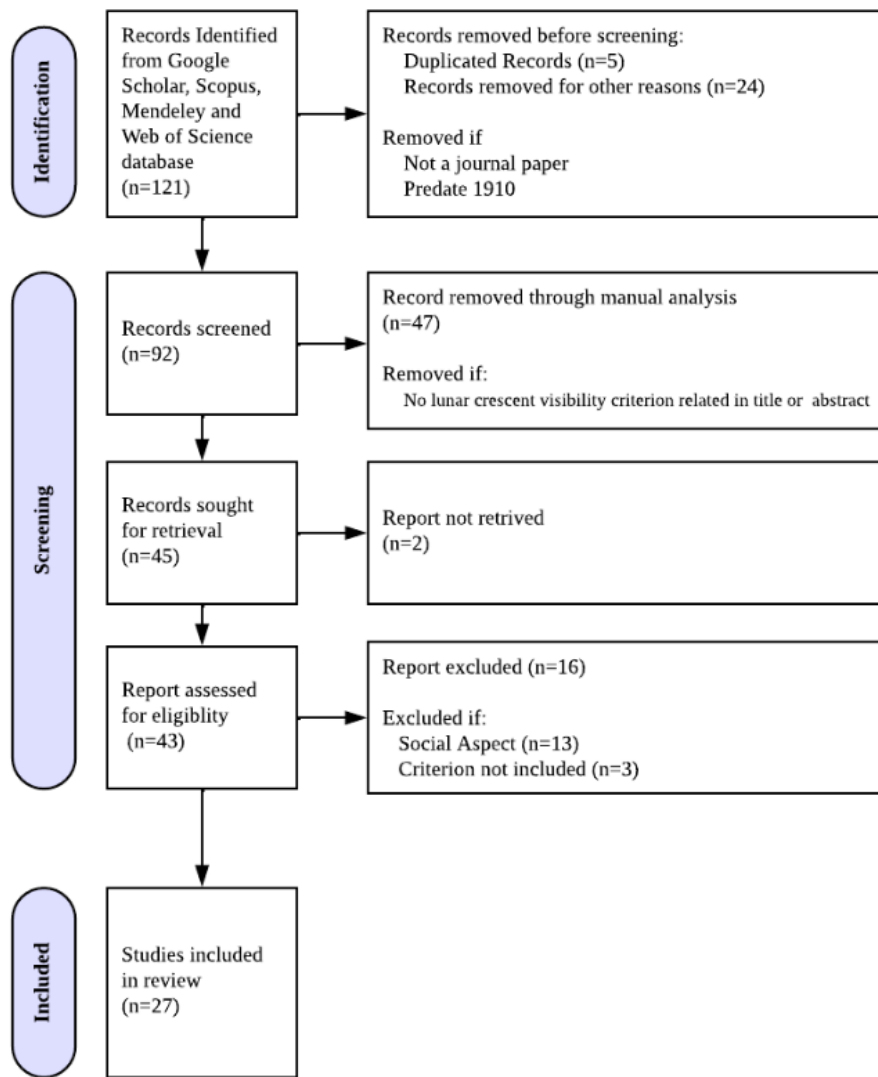 Identification
Records Identified
from Google
Scholar, Scopus,
Mendeley and
Web of Science
database
(n=121)
Records removed before screening:
Duplicated Records (n=5)
Records removed for other reasons (n=24)
Removed if
Not a journal paper
Predate 1910
Screening
Records screened
(n=92)
Record removed through manual analysis
(n=47)
Removed if:
No lunar crescent visibility criterion related in title or abstract
Records sought
for retrieval
(n=45)
Report not retrived
(n=2)
Report assessed
for eligiblity
(n=43)
Report excluded (n=16)
Excluded if:
Social Aspect (n=13)
Criterion not included (n=3)
Included
Studies included
in review
(n=27)